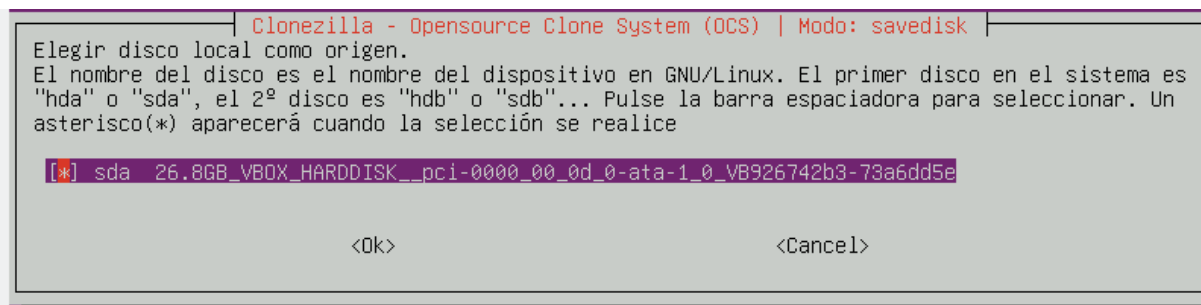 Clonezilla - Opensource Clone System (OCS) | Modo: savedisk
Elegir disco local como origen.
El nombre del disco es el nombre del dispositivo en GNU/Linux. El primer disco en el sistema es
"hda" o "sda", el 2º disco es "hdb" o "sdb"... Pulse la barra espaciadora para seleccionar. Un
asterisco(*) aparecerá cuando la selección se realice
[*] sda 26.8GB_VBOX_HARDDISK__pci-0000_00_0d_0-ata-1_0_VB926742b3-73a6dd5e
<Ok> <Cancel>